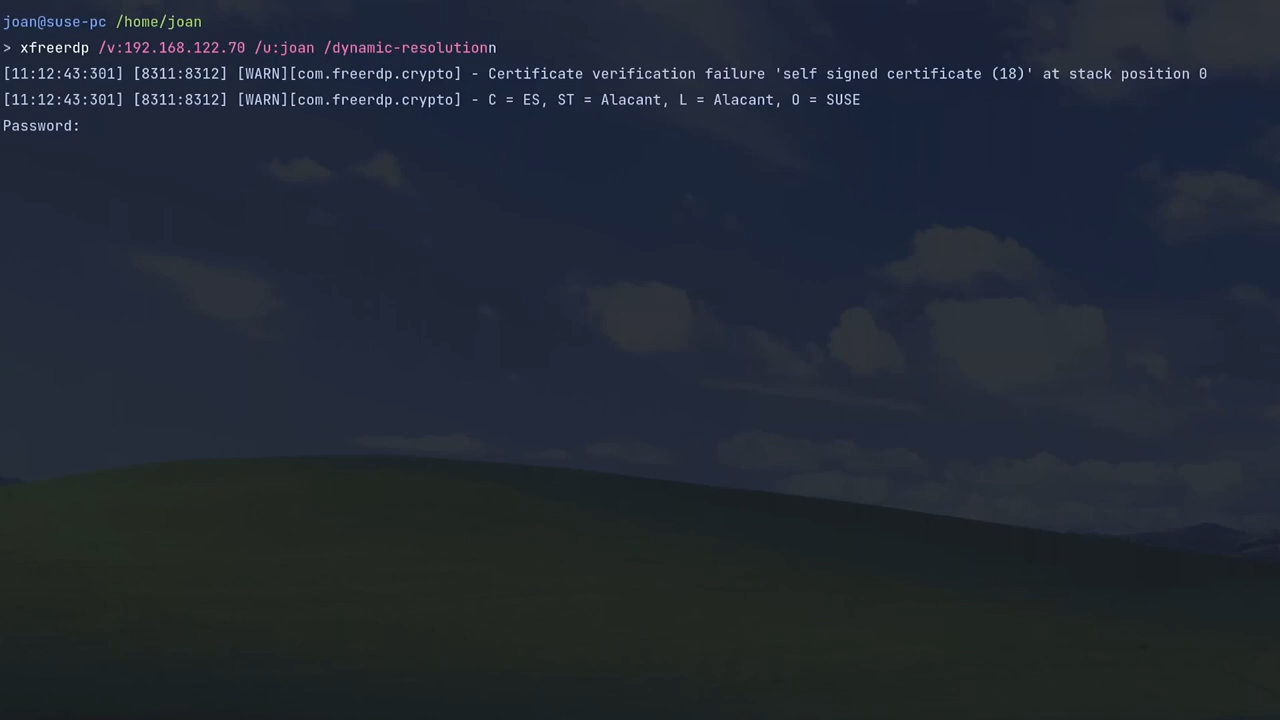 joan@suse-pc /home/joan
> xfreerdp /v:192.168.122.70 /u:joan /dynamic-resolutionn
[11:12:43:301] [8311:8312] [WARN][com.freerdp.crypto] - Certificate verification failure 'self signed certificate (18)' at stack position 0
[11:12:43:301] [8311:8312] [WARN][com.freerdp.crypto] - C = ES, ST = Alacant, L = Alacant, O = SUSE
Password: